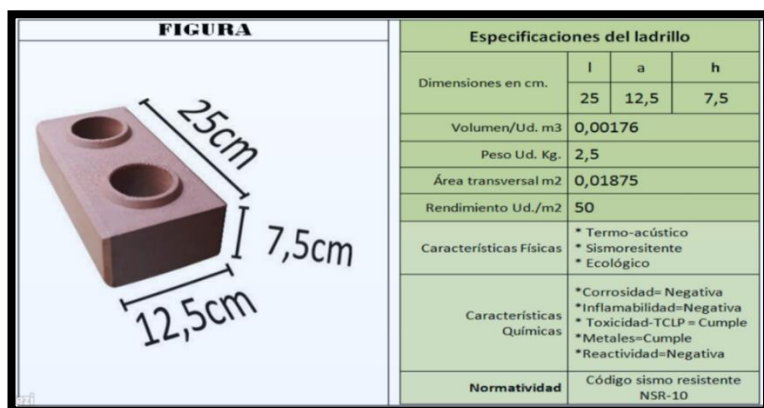 FIGURA
25cm
7,5cm
12,5cm
Especificaciones del ladrillo
Dimensiones en cm.
l a h
25 12,5 7,5
Volumen/Ud. m3 0,00176
Peso Ud. Kg. 2,5
Área transversal m2 0,01875
Rendimiento Ud./m2 50
Características Físicas
* Termo-acústico
* Sismoresitente
* Ecológico
Características
Químicas
*Corrosidad= Negativa
*Inflamabilidad=Negativa
* Toxicidad-TCLP = Cumple
*Metales=Cumple
*Reactividad=Negativa
Normatividad
Código sismo resistente
NSR-10